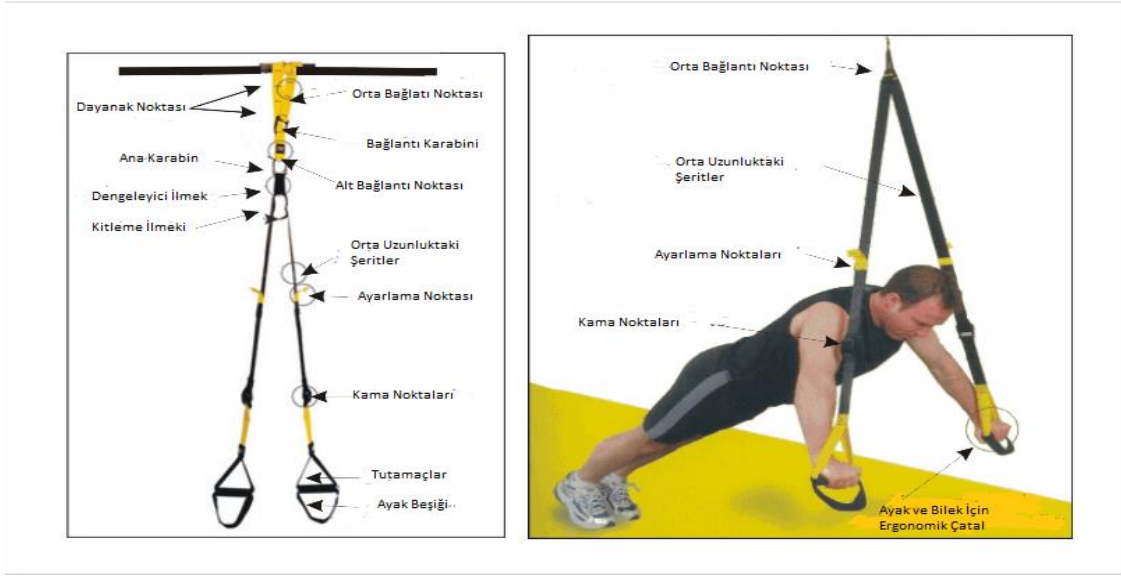 Dayanak Noktası
Orta Bağlatı Noktası
Bağlantı Karabini
Ana Karabin
Alt Bağlantı Noktası
Dengeleyici İlmek
Kitleme İlmeki
Orta Uzunluktaki
Şeritler
Ayarlama Noktası
Kama Noktaları
Tutamaçlar
Ayak Beşiği
Orta Bağlantı Noktası
Orta Uzunluktaki
Şeritler
Ayarlama Noktaları
Kama Noktaları
Ayak ve Bilek İçin
Ergonomik Çatal